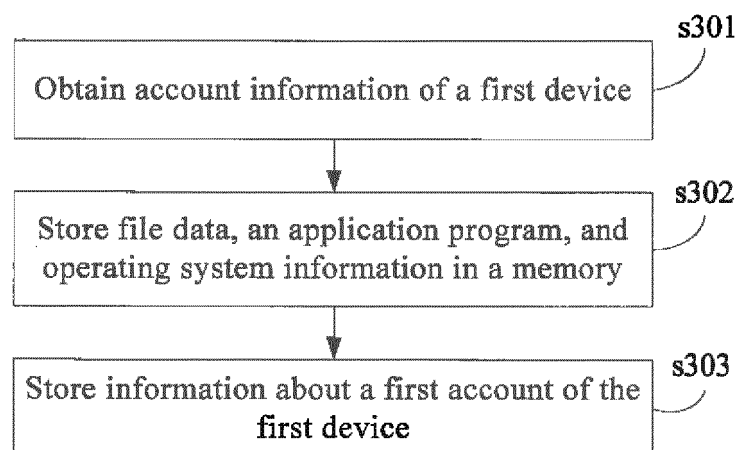 s301
Obtain account information of a first device
s302
Store file data, an application program, and
operating system information in a memory
s303
Store information about a first account of the
first device